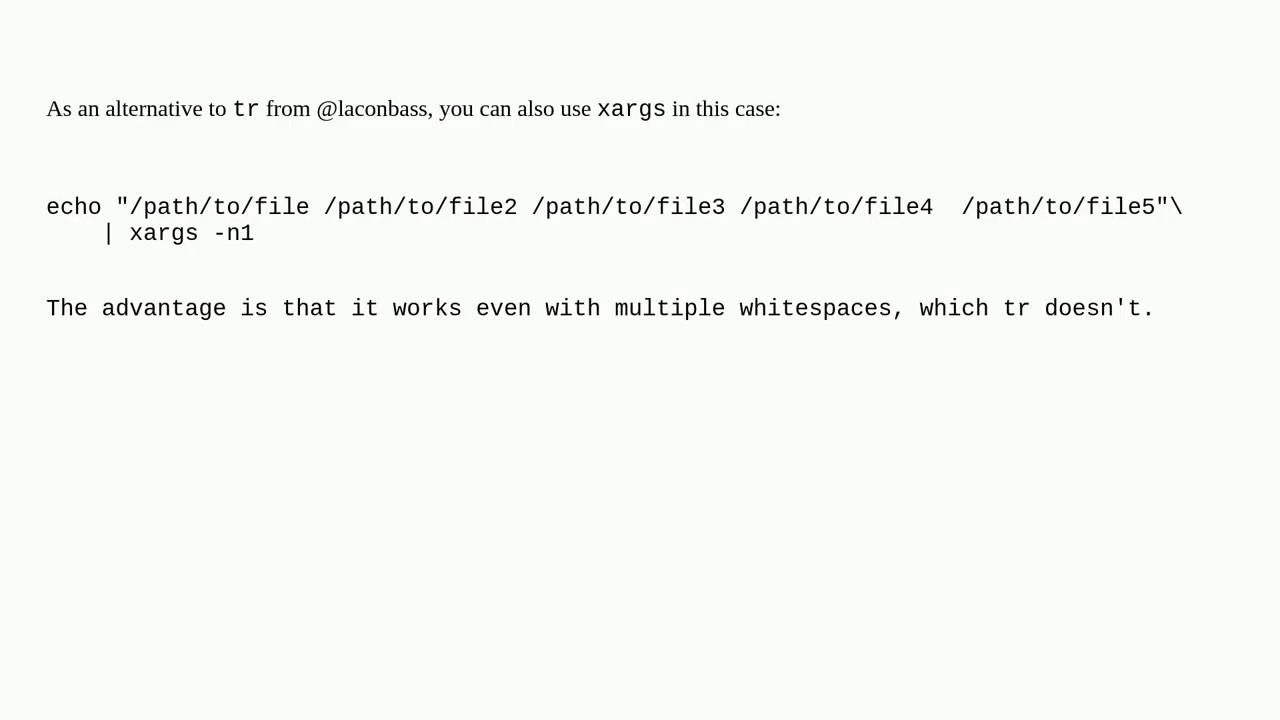 As an alternative to tr from @laconbass, you can also use xargs in this case:
echo "/path/to/file /path/to/file2 /path/to/file3 /path/to/file4  /path/to/file5"\
    | xargs -n1
The advantage is that it works even with multiple whitespaces, which tr doesn't.